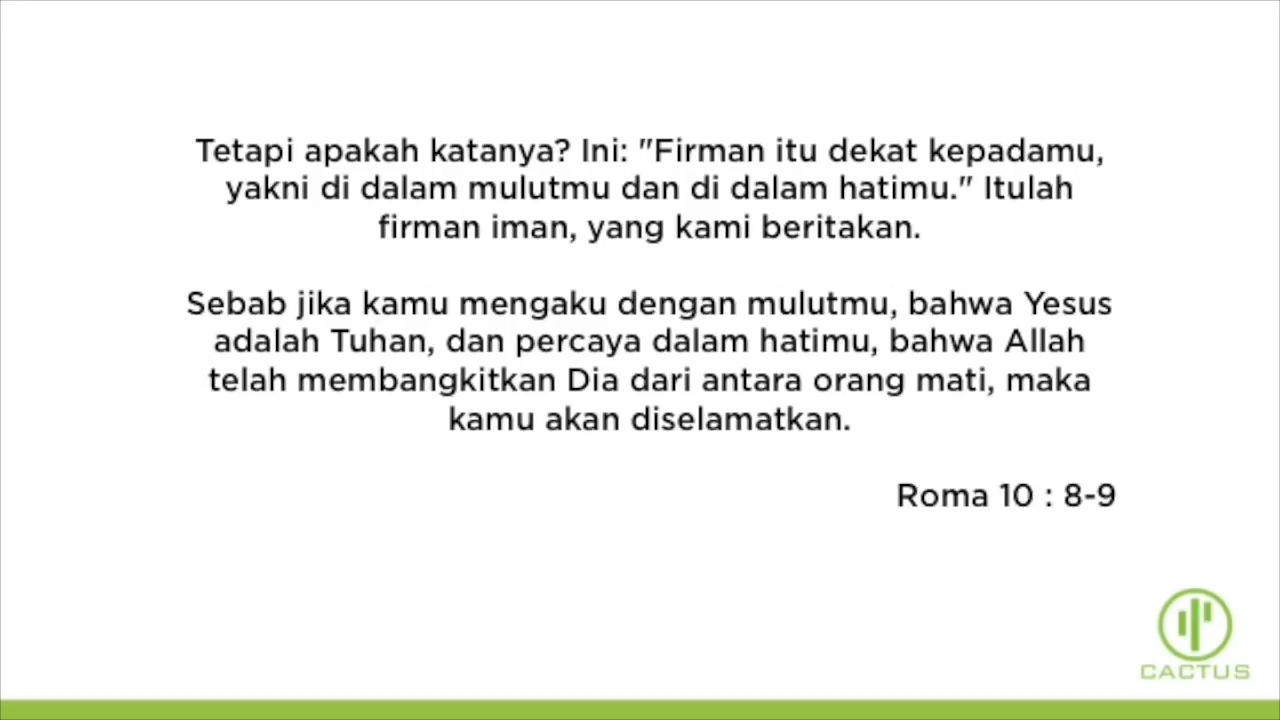 Tetapi apakah katanya? Ini: "Firman itu dekat kepadamu,
yakni di dalam mulutmu dan di dalam hatimu." Itulah
firman iman, yang kami beritakan.
Sebab jika kamu mengaku dengan mulutmu, bahwa Yesus
adalah Tuhan, dan percaya dalam hatimu, bahwa Allah
telah membangkitkan Dia dari antara orang mati, maka
kamu akan diselamatkan.
Roma 10 : 8-9
CACTUS